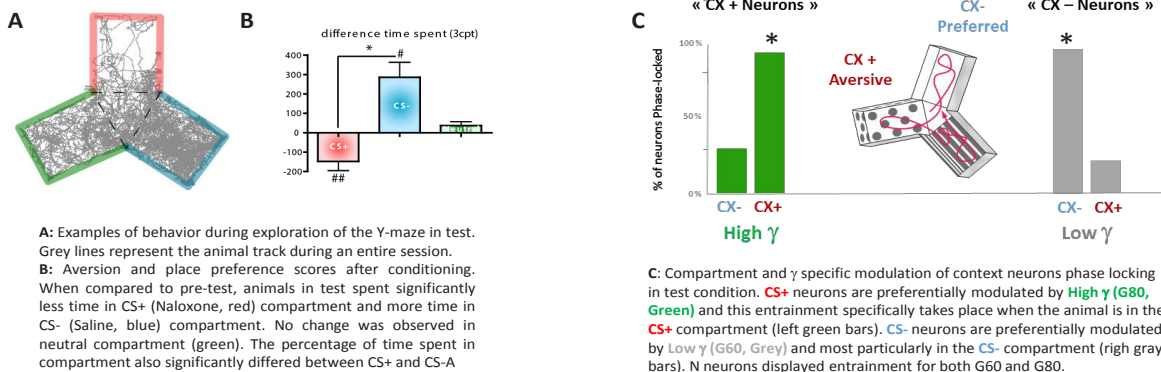 A
B
difference time spent (3cpt)
400
300
200
100
0
-100
-200
*
#
CS-
CS+
##
A: Examples of behavior during exploration of the Y-maze in test.
Grey lines represent the animal track during an entire session.
B: Aversion and place preference scores after conditioning.
When compared to pre-test, animals in test spent significantly
less time in CS+ (Naloxone, red) compartment and more time in
CS- (Saline, blue) compartment. No change was observed in
neutral compartment (green). The percentage of time spent in
compartment also significantly differed between CS+ and CS-A
C
« CX + Neurons »
CX-
Preferred
« CX – Neurons »
% of neurons Phase-locked
100%
50%
0%
*
CX +
Aversive
*
CX- CX+
High γ
CX- CX+
Low γ
C: Compartment and γ specific modulation of context neurons phase locking
in test condition. CS+ neurons are preferentially modulated by High γ (G80,
Green) and this entrainment specifically takes place when the animal is in the
CS+ compartment (left green bars). CS- neurons are preferentially modulated
by Low γ (G60, Grey) and most particularly in the CS- compartment (righ gray
bars). N neurons displayed entrainment for both G60 and G80.